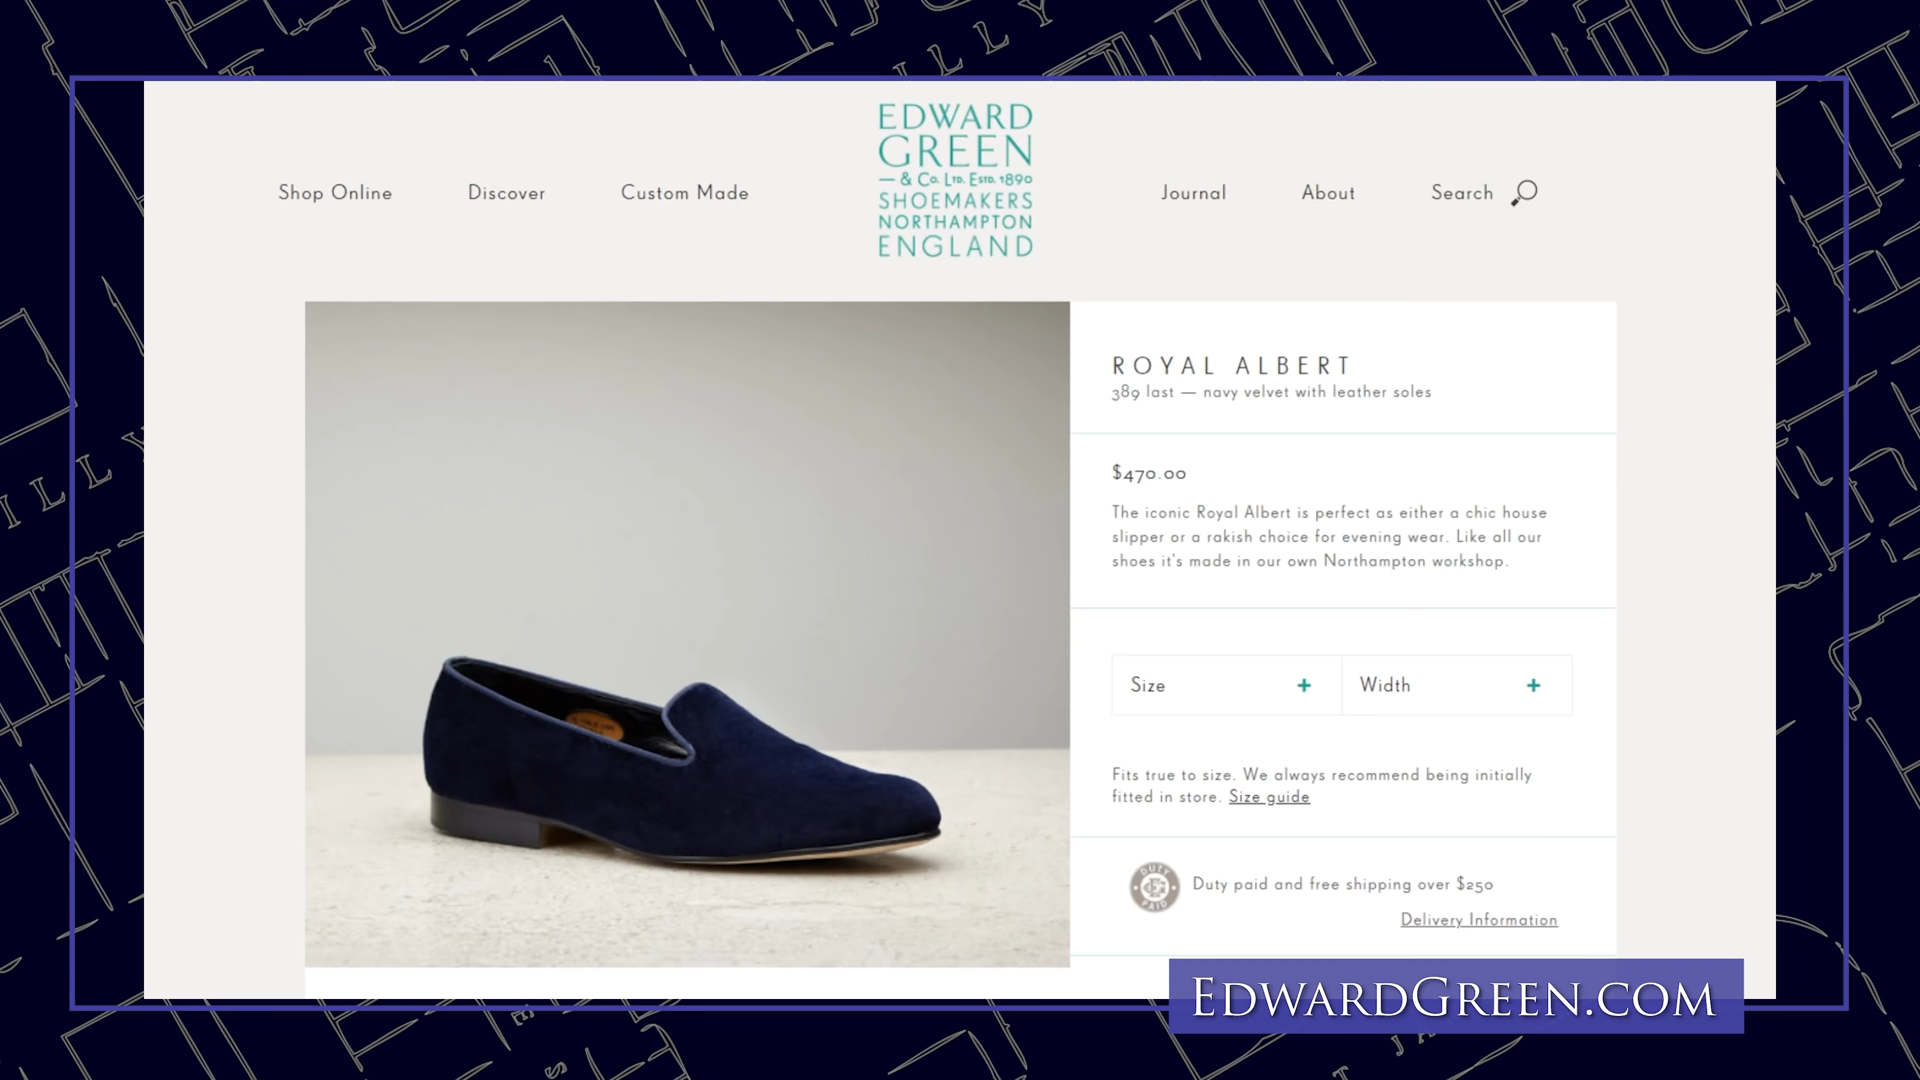 ILLY
EDWARD
GREEN
— & Co. LTD. ESTD. 1890
SHOEMAKERS
NORTHAMPTON
ENGLAND
Shop Online
Discover
Custom Made
Journal
About
Search
ROYAL ALBERT
389 last — navy velvet with leather soles
$470.00
The iconic Royal Albert is perfect as either a chic house
slipper or a rakish choice for evening wear. Like all our
shoes it's made in our own Northampton workshop.
Size +
Width +
Fits true to size. We always recommend being initially
fitted in store. Size guide
DUTY
PAID
Duty paid and free shipping over $250
Delivery Information
ILLY
EDWARDGREEN.COM